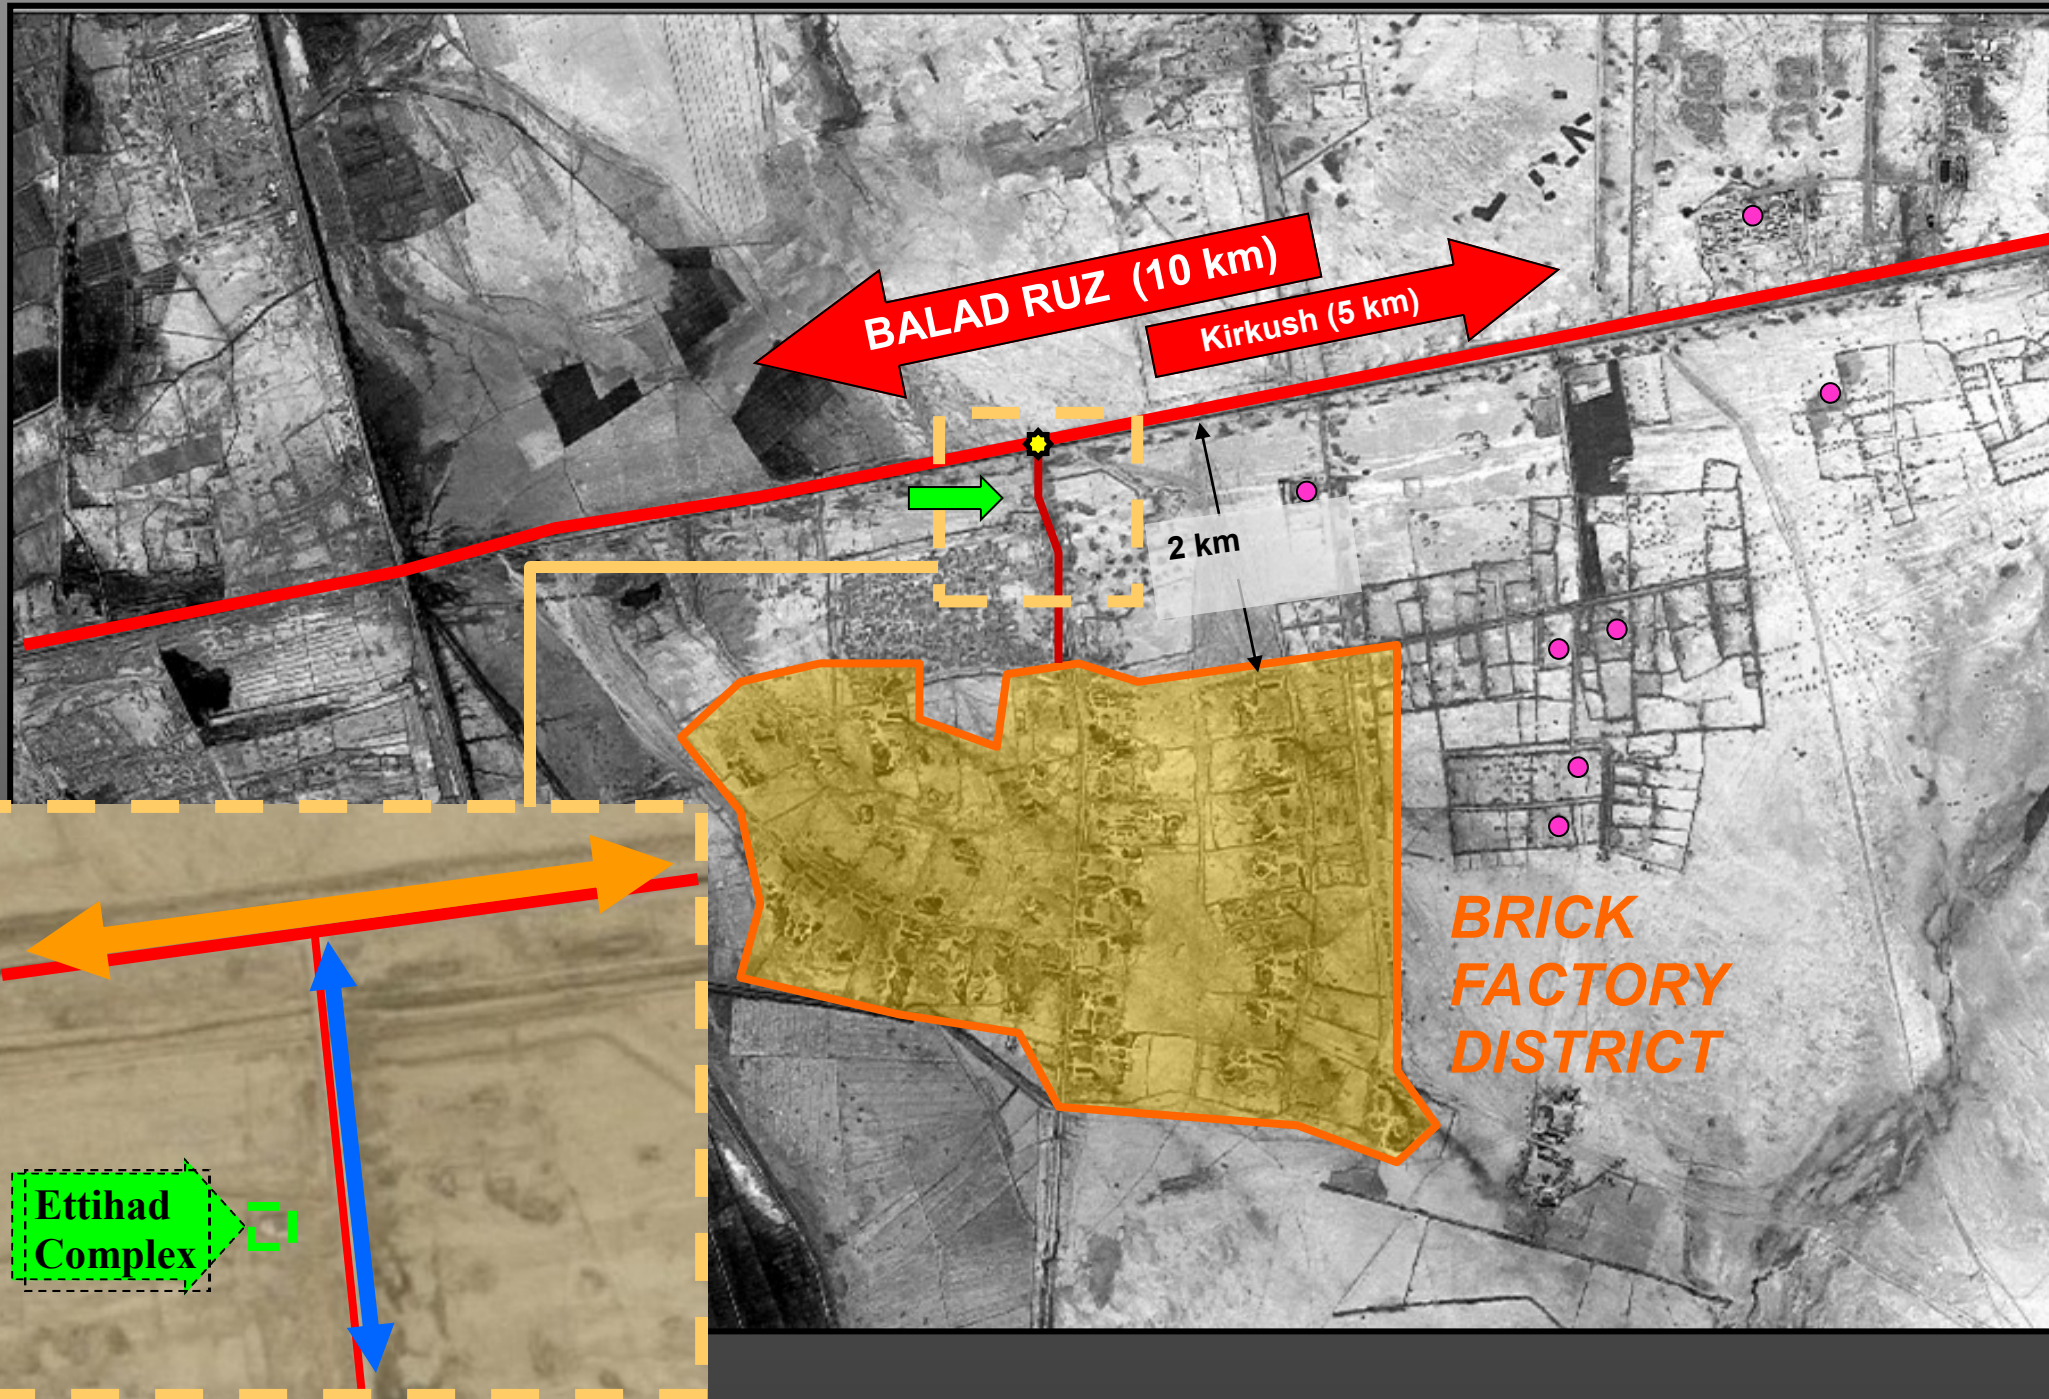 BALAD RUZ (10 km)
Kirkush (5 km)
2 km
BRICK
FACTORY
DISTRICT
Ettihad
Complex